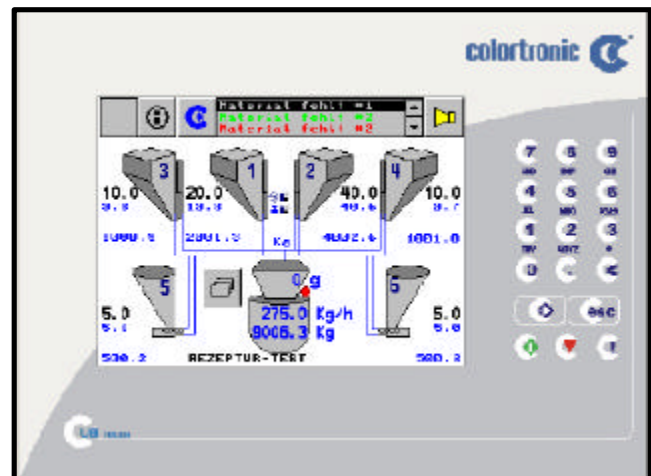 colortronic
Material fehlt #1
Material fehlt #2
Material fehlt #2
3 1 2 4
10.0 20.0 40.0 10.0
1000.5 2001.3 Kg 4002.6 1001.0
5 0/g 5
5.0 275.0 Kg/h 5.0
9005.3 Kg
500.2 REZEPTUR-TEST 500.3
7 8 9
4 5 6
1 2 3
0 . <
esc